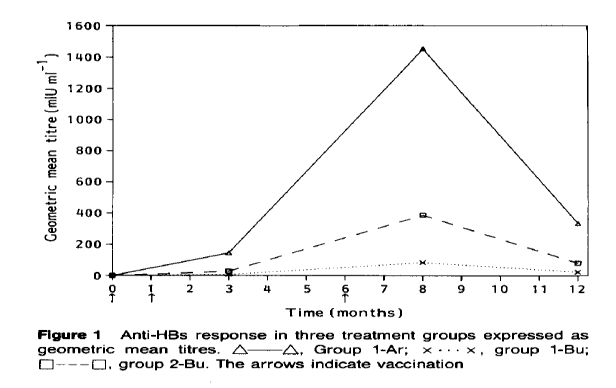 1600
1400
1200
1000
800
600
400
200
0
Geometric mean titre (mIU ml⁻¹)
0 1 2 3 4 5 6 7 8 9 10 11 12
↑ ↑ ↑
Time (months)
Figure 1 Anti-HBs response in three treatment groups expressed as
geometric mean titres. △——△, Group 1-Ar; ×···×, group 1-Bu;
□---□, group 2-Bu. The arrows indicate vaccination